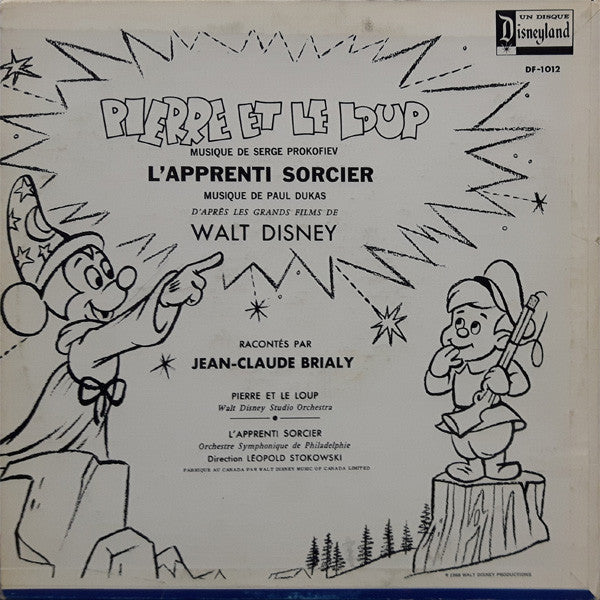 UN DISQUE
Disneyland
DF-1012
PIERRE ET LE LOUP
MUSIQUE DE SERGE PROKOFIEV
L'APPRENTI SORCIER
MUSIQUE DE PAUL DUKAS
D'APRÈS LES GRANDS FILMS DE
WALT DISNEY
RACONTÉS PAR
JEAN-CLAUDE BRIALY
PIERRE ET LE LOUP
Walt Disney Studio Orchestra
L'APPRENTI SORCIER
Orchestre Symphonique de Philadelphie
Direction LEOPOLD STOKOWSKI
FABRIQUE AU CANADA PAR WALT DISNEY MUSIC OF CANADA LIMITED
© 1968 WALT DISNEY PRODUCTIONS